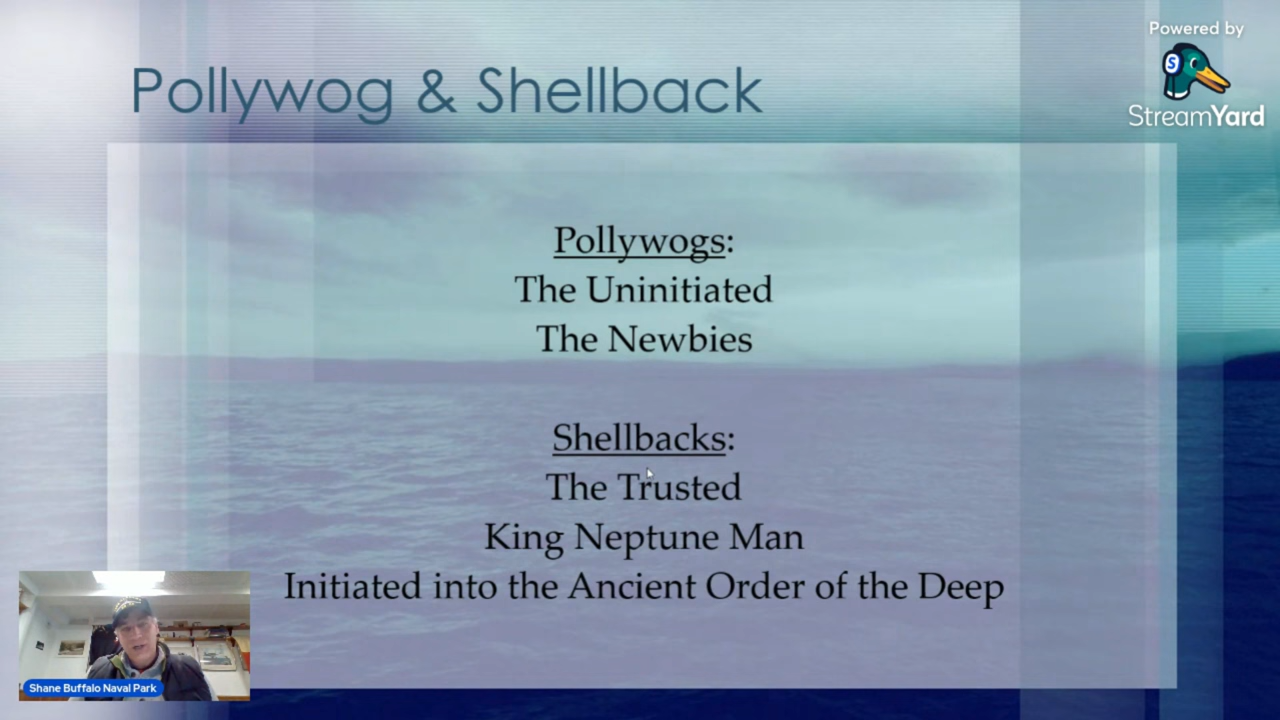 Powered by
StreamYard
Pollywog & Shellback
Pollywogs:
The Uninitiated
The Newbies
Shellbacks:
The Trusted
King Neptune Man
Initiated into the Ancient Order of the Deep
Shane Buffalo Naval Park